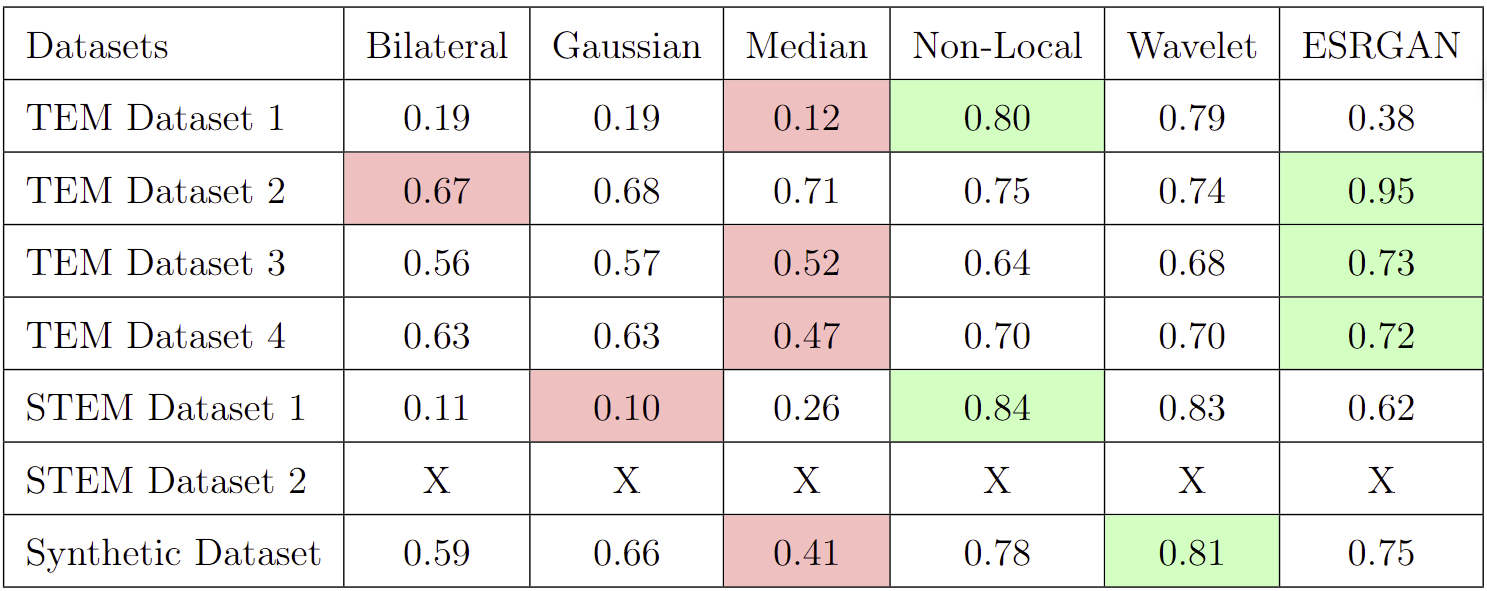 Datasets Bilateral Gaussian Median Non-Local Wavelet ESRGAN
TEM Dataset 1 0.19 0.19 0.12 0.80 0.79 0.38
TEM Dataset 2 0.67 0.68 0.71 0.75 0.74 0.95
TEM Dataset 3 0.56 0.57 0.52 0.64 0.68 0.73
TEM Dataset 4 0.63 0.63 0.47 0.70 0.70 0.72
STEM Dataset 1 0.11 0.10 0.26 0.84 0.83 0.62
STEM Dataset 2 X X X X X X
Synthetic Dataset 0.59 0.66 0.41 0.78 0.81 0.75